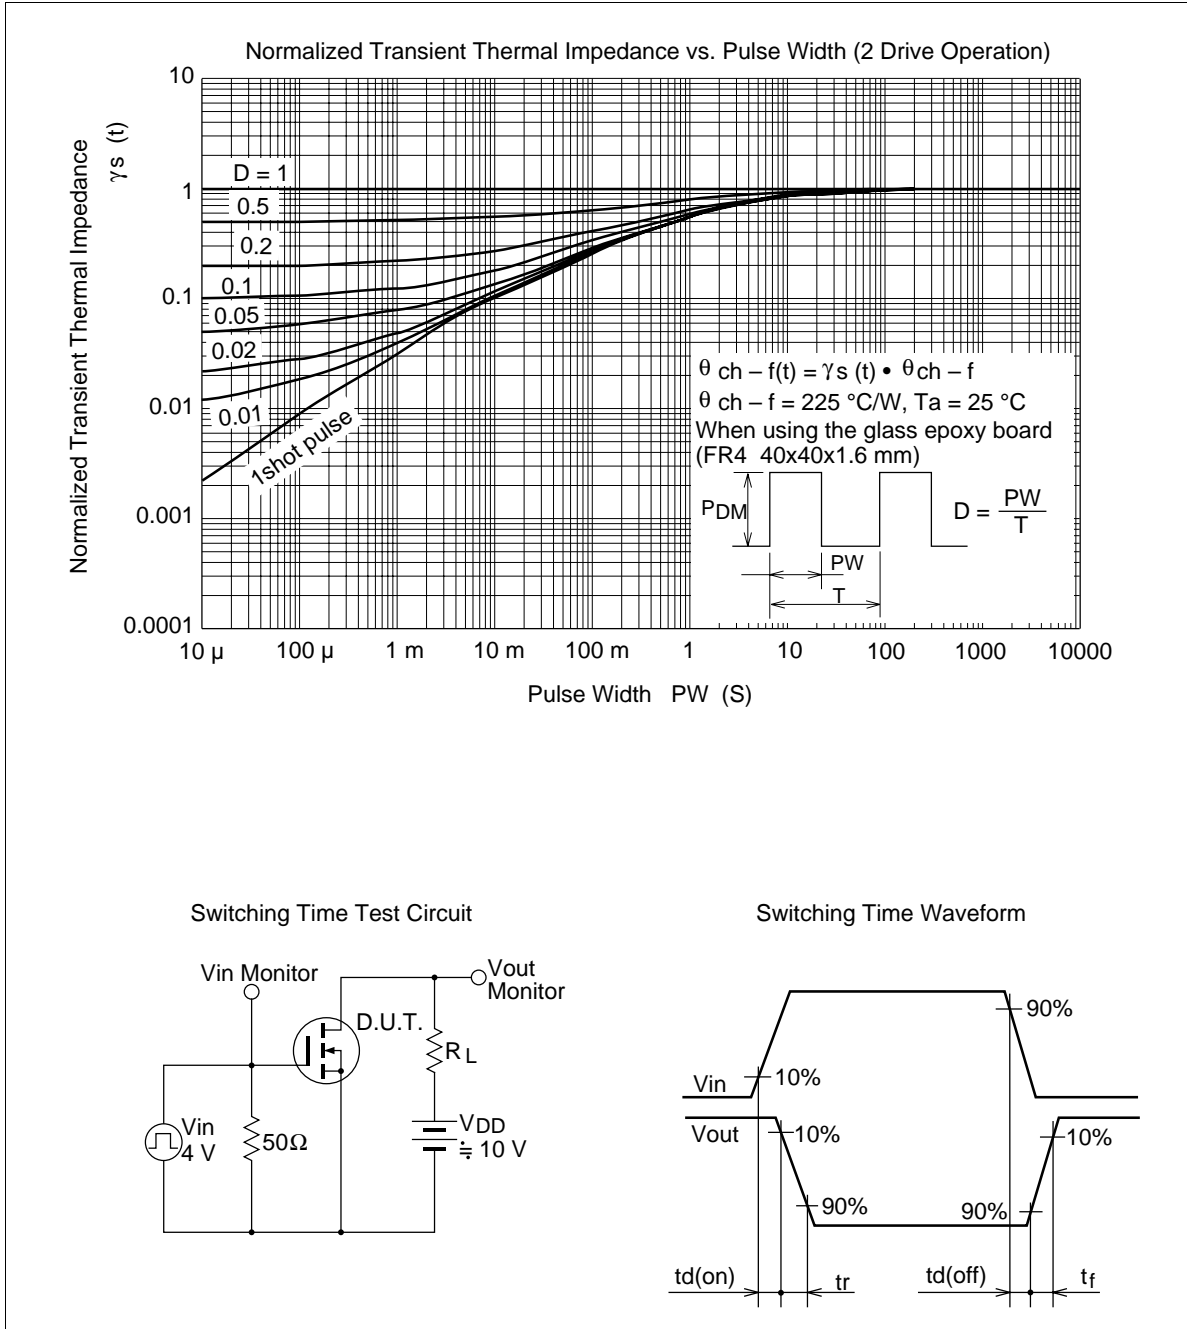 Normalized Transient Thermal Impedance vs. Pulse Width (2 Drive Operation)
Normalized Transient Thermal Impedance
γ s (t)
10
1
0.1
0.01
0.001
0.0001
D = 1
0.5
0.2
0.1
0.05
0.02
0.01
1shot pulse
θ ch – f(t) = γ s (t) • θ ch – f
θ ch – f = 225 °C/W, Ta = 25 °C
When using the glass epoxy board
(FR4 40x40x1.6 mm)
PDM
D = PW
T
PW
T
10 µ 100 µ 1 m 10 m 100 m 1 10 100 1000 10000
Pulse Width PW (S)
Switching Time Test Circuit
Vin Monitor
Vout
Monitor
D.U.T.
RL
Vin
4 V
50Ω
VDD
≒ 10 V
Switching Time Waveform
Vin
10%
90%
Vout
10%
10%
90%
90%
td(on)
tr
td(off)
tf